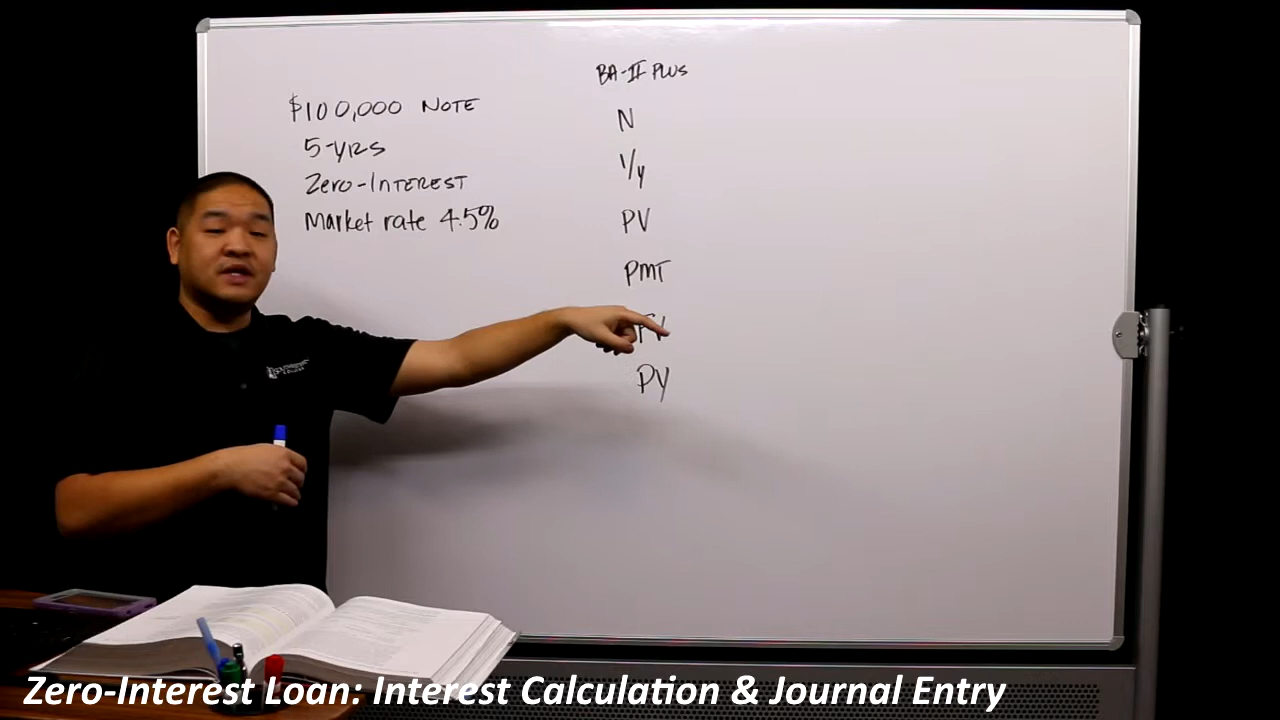 BA-II PLUS
$100,000 NOTE
5-YRS
Zero-INTEREST
Market rate 4.5%
N
I/y
PV
PMT
FV
PY
Zero-Interest Loan: Interest Calculation & Journal Entry